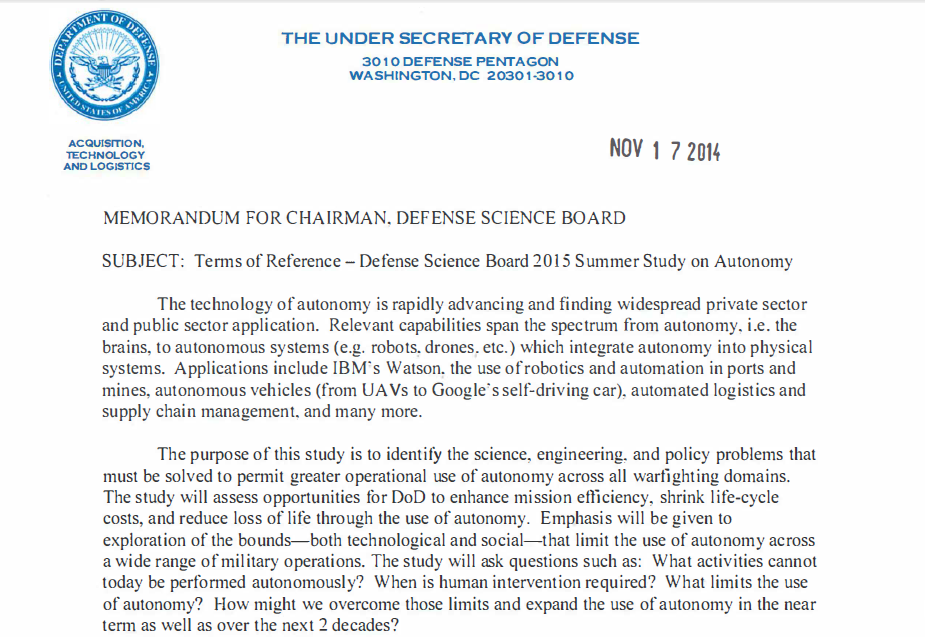 DEPARTMENT OF DEFENSE
UNITED STATES OF AMERICA
THE UNDER SECRETARY OF DEFENSE
3010 DEFENSE PENTAGON
WASHINGTON, DC 20301-3010
ACQUISITION,
TECHNOLOGY
AND LOGISTICS
NOV 17 2014
MEMORANDUM FOR CHAIRMAN, DEFENSE SCIENCE BOARD
SUBJECT: Terms of Reference – Defense Science Board 2015 Summer Study on Autonomy
The technology of autonomy is rapidly advancing and finding widespread private sector
and public sector application. Relevant capabilities span the spectrum from autonomy, i.e. the
brains, to autonomous systems (e.g. robots, drones, etc.) which integrate autonomy into physical
systems. Applications include IBM's Watson, the use of robotics and automation in ports and
mines, autonomous vehicles (from UAVs to Google's self-driving car), automated logistics and
supply chain management, and many more.
The purpose of this study is to identify the science, engineering, and policy problems that
must be solved to permit greater operational use of autonomy across all warfighting domains.
The study will assess opportunities for DoD to enhance mission efficiency, shrink life-cycle
costs, and reduce loss of life through the use of autonomy. Emphasis will be given to
exploration of the bounds—both technological and social—that limit the use of autonomy across
a wide range of military operations. The study will ask questions such as: What activities cannot
today be performed autonomously? When is human intervention required? What limits the use
of autonomy? How might we overcome those limits and expand the use of autonomy in the near
term as well as over the next 2 decades?